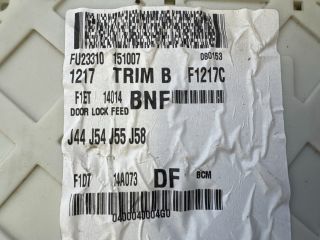 FU23310 151007 080153
1217 TRIM B F1217C
F1ET 14014 BNF
DOOR LOCK FEED
J44 J54 J55 J58
F1D7 14A073 DF BCM
0400040004G0